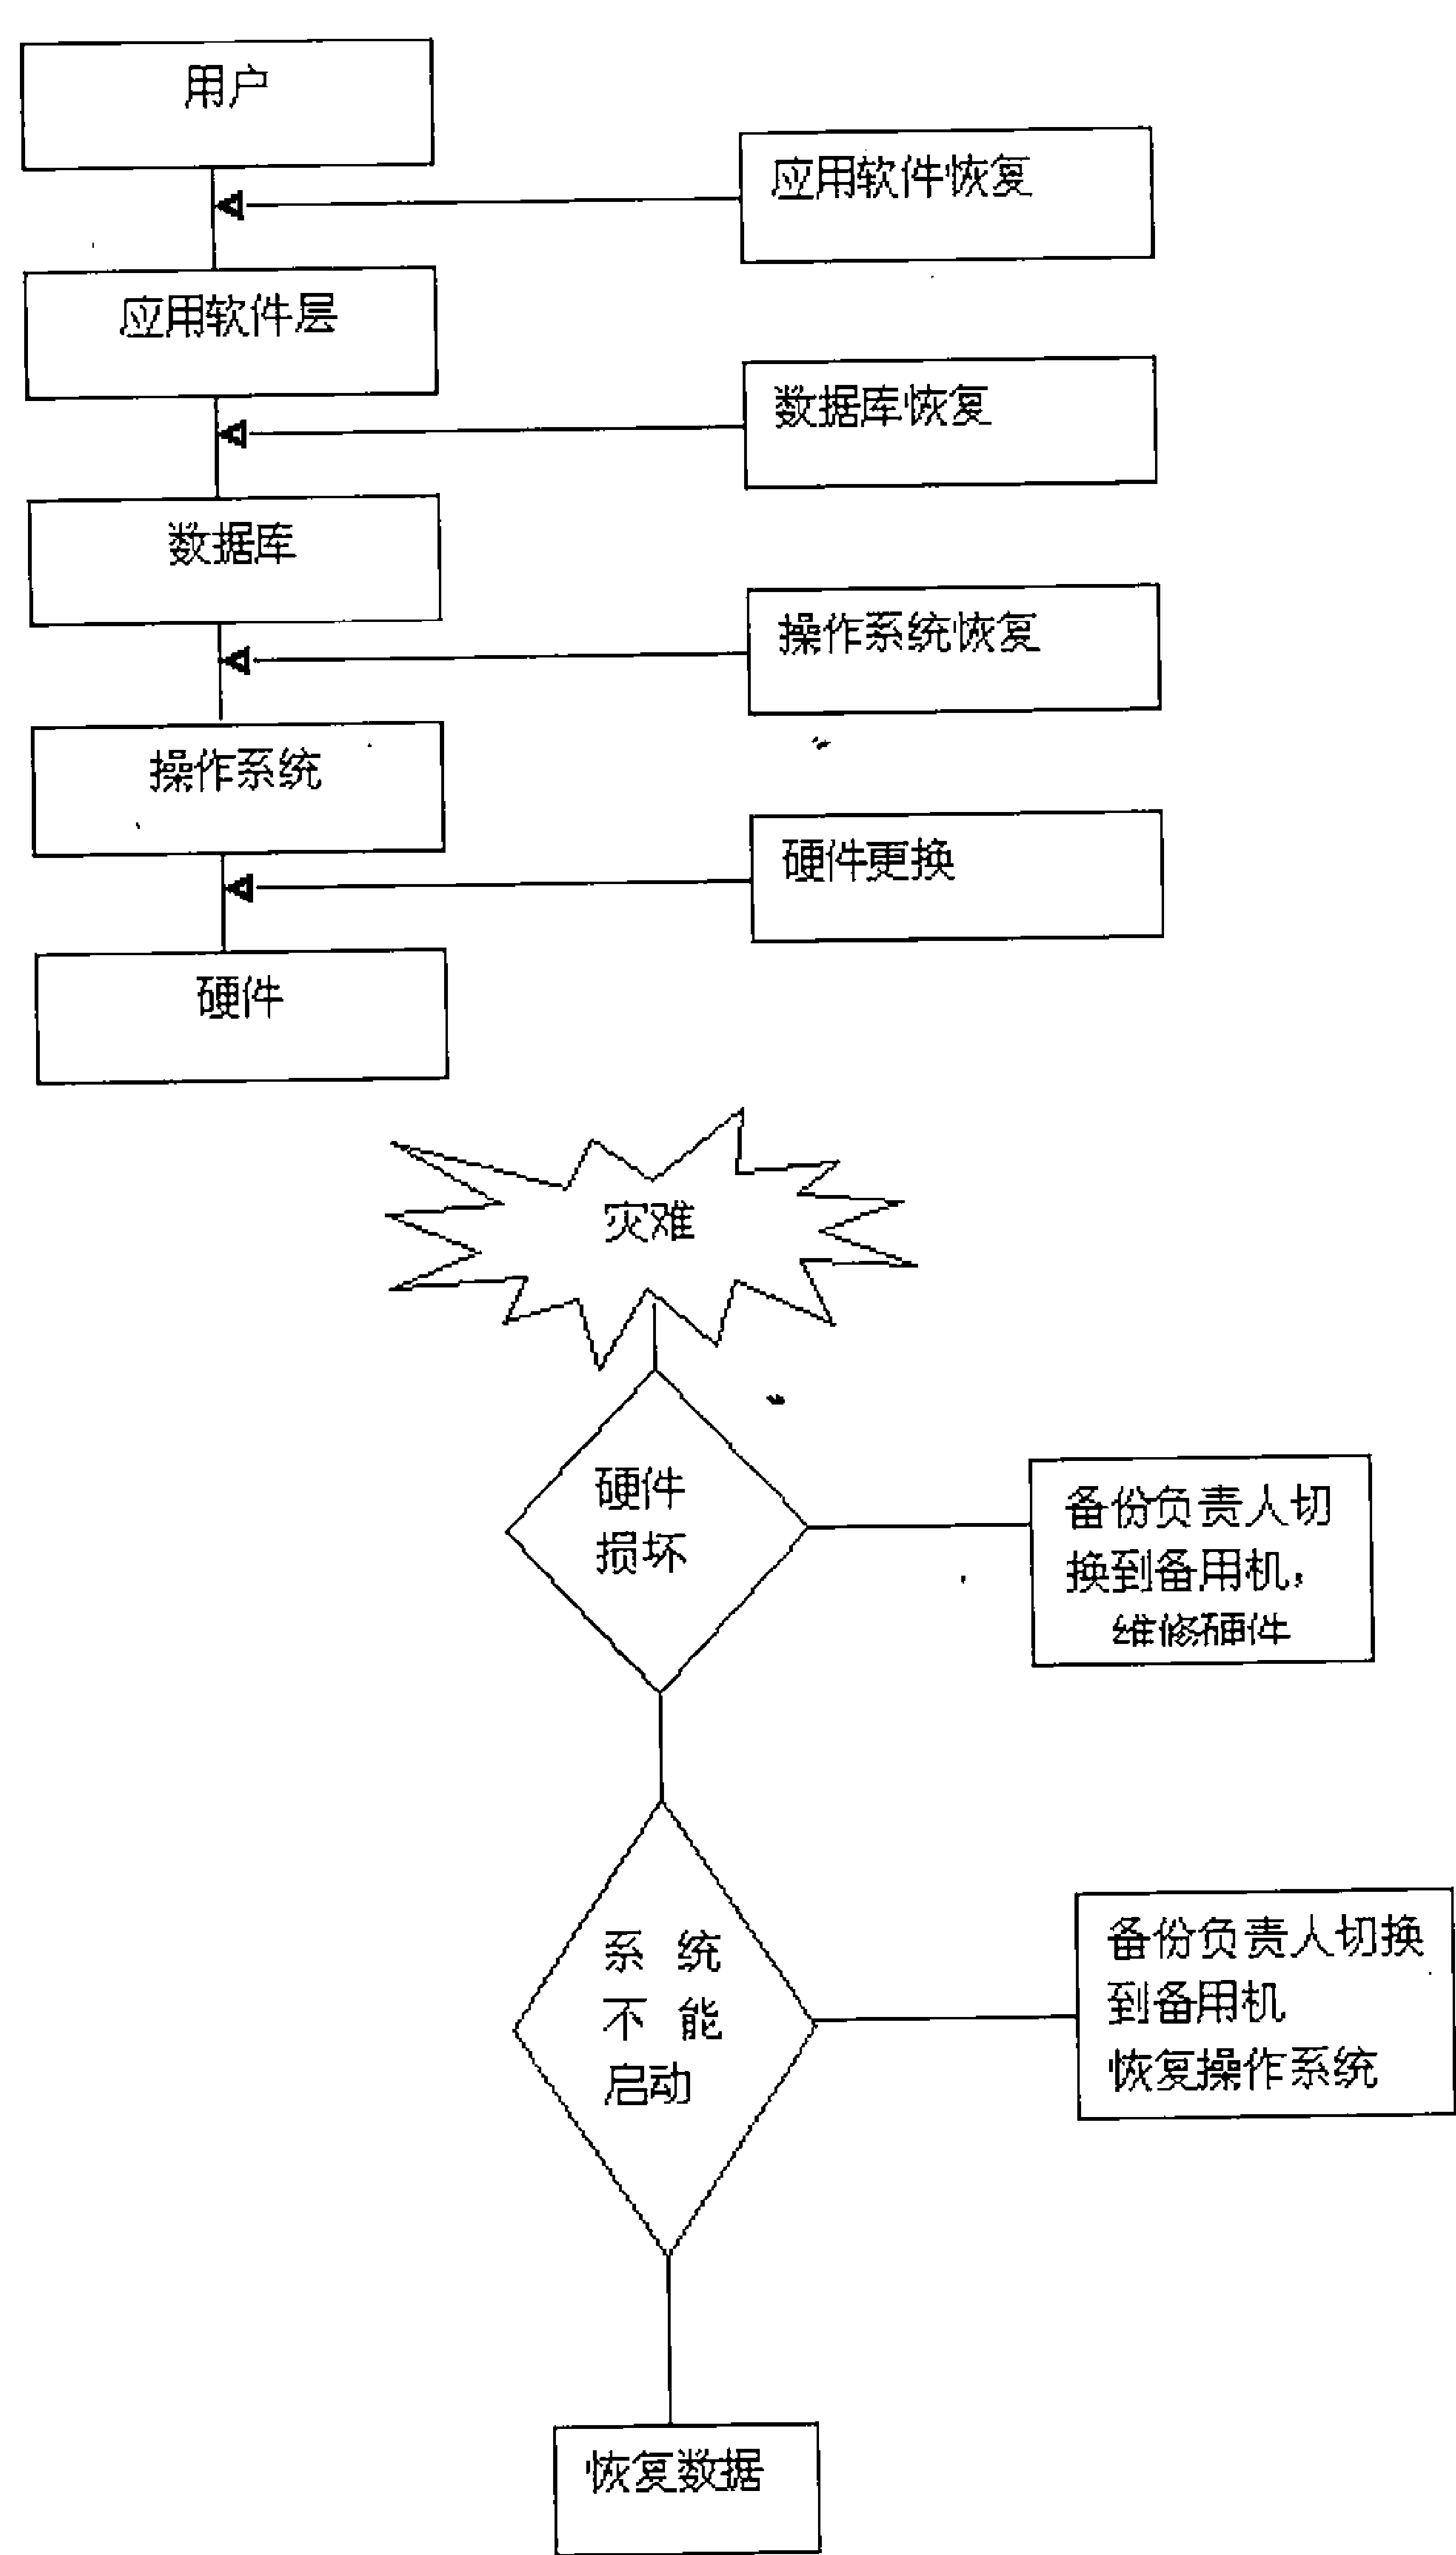 用户
应用软件恢复
应用软件层
数据库恢复
数据库
操作系统恢复
操作系统
硬件更换
硬件
灾难
硬件
损坏
备份负责人切
换到备用机，
维修硬件
系 统
不 能
启动
备份负责人切换
到备用机
恢复操作系统
恢复数据